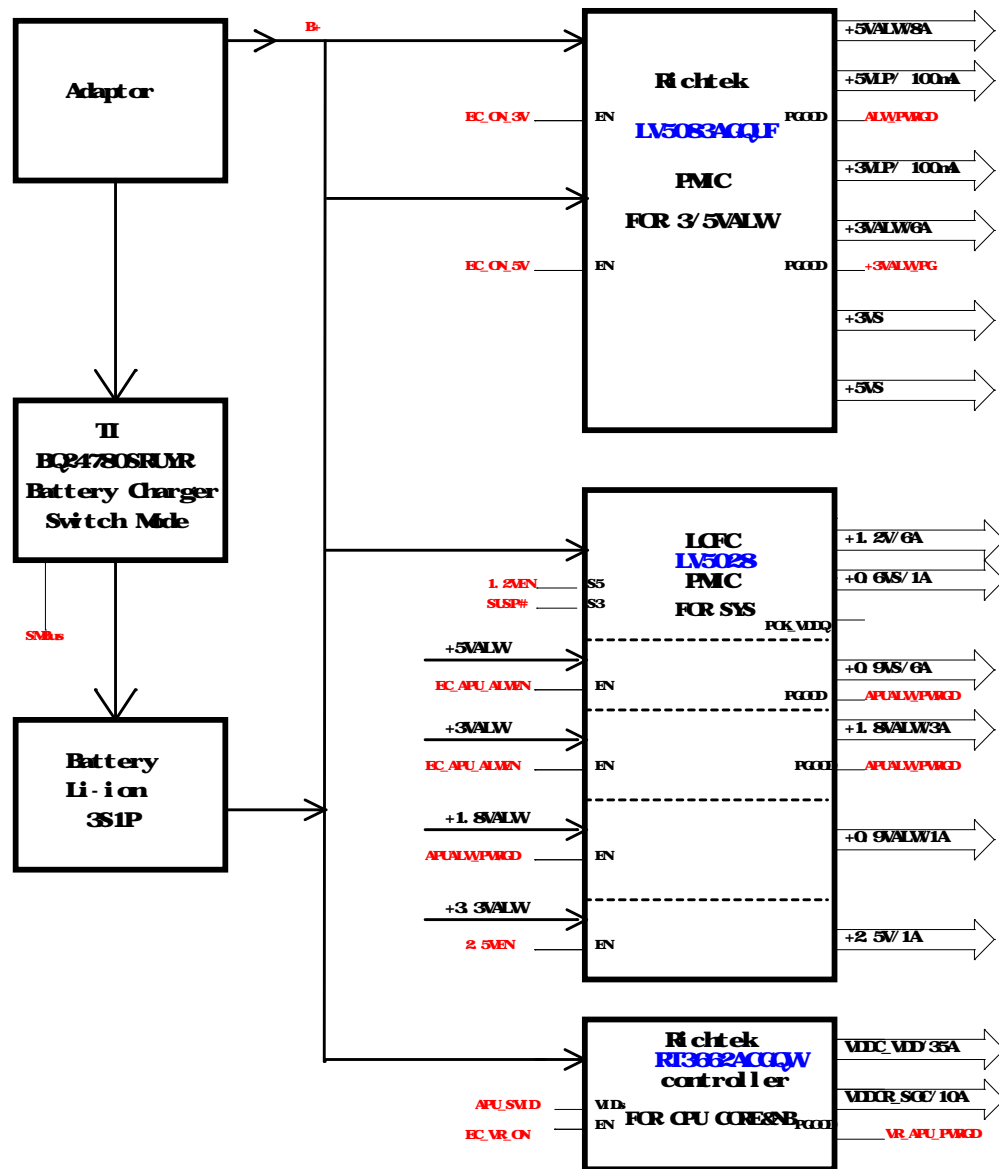 B+
Adaptor
TI
BQ24780SRUYR
Battery Charger
Switch Mode
SMBus
Battery
Li-ion
3S1P
Richtek
LV5083AGQUF
PMIC
FOR 3/5VALW
EC_ON_3V
EN
PGOOD
ALW_PWRGD
EC_ON_5V
EN
PGOOD
+3VALW_PG
+5VALW/8A
+5VLP/ 100mA
+3VLP/ 100mA
+3VALW/6A
+3VS
+5VS
LCFC
LV5028
PMIC
FOR SYS
1.2VEN
S5
SUSP#
S3
POK_VDDQ
+1.2V/6A
+0.6VS/1A
+5VALW
EC_APU_ALWEN
EN
PGOOD
+0.9VS/6A
APUALW_PWRGD
+3VALW
EC_APU_ALWEN
EN
PGOOD
+1.8VALW/3A
APUALW_PWRGD
+1.8VALW
APUALW_PWRGD
EN
+0.9VALW/1A
+3.3VALW
2.5VEN
EN
+2.5V/1A
Richtek
RT3662ACGQW
controller
FOR CPU CORE&NB
APU_SVID
VIDs
EC_VR_ON
EN
PGOOD
VDDC_VDD/35A
VDDCR_SOC/10A
VR_APU_PWRGD